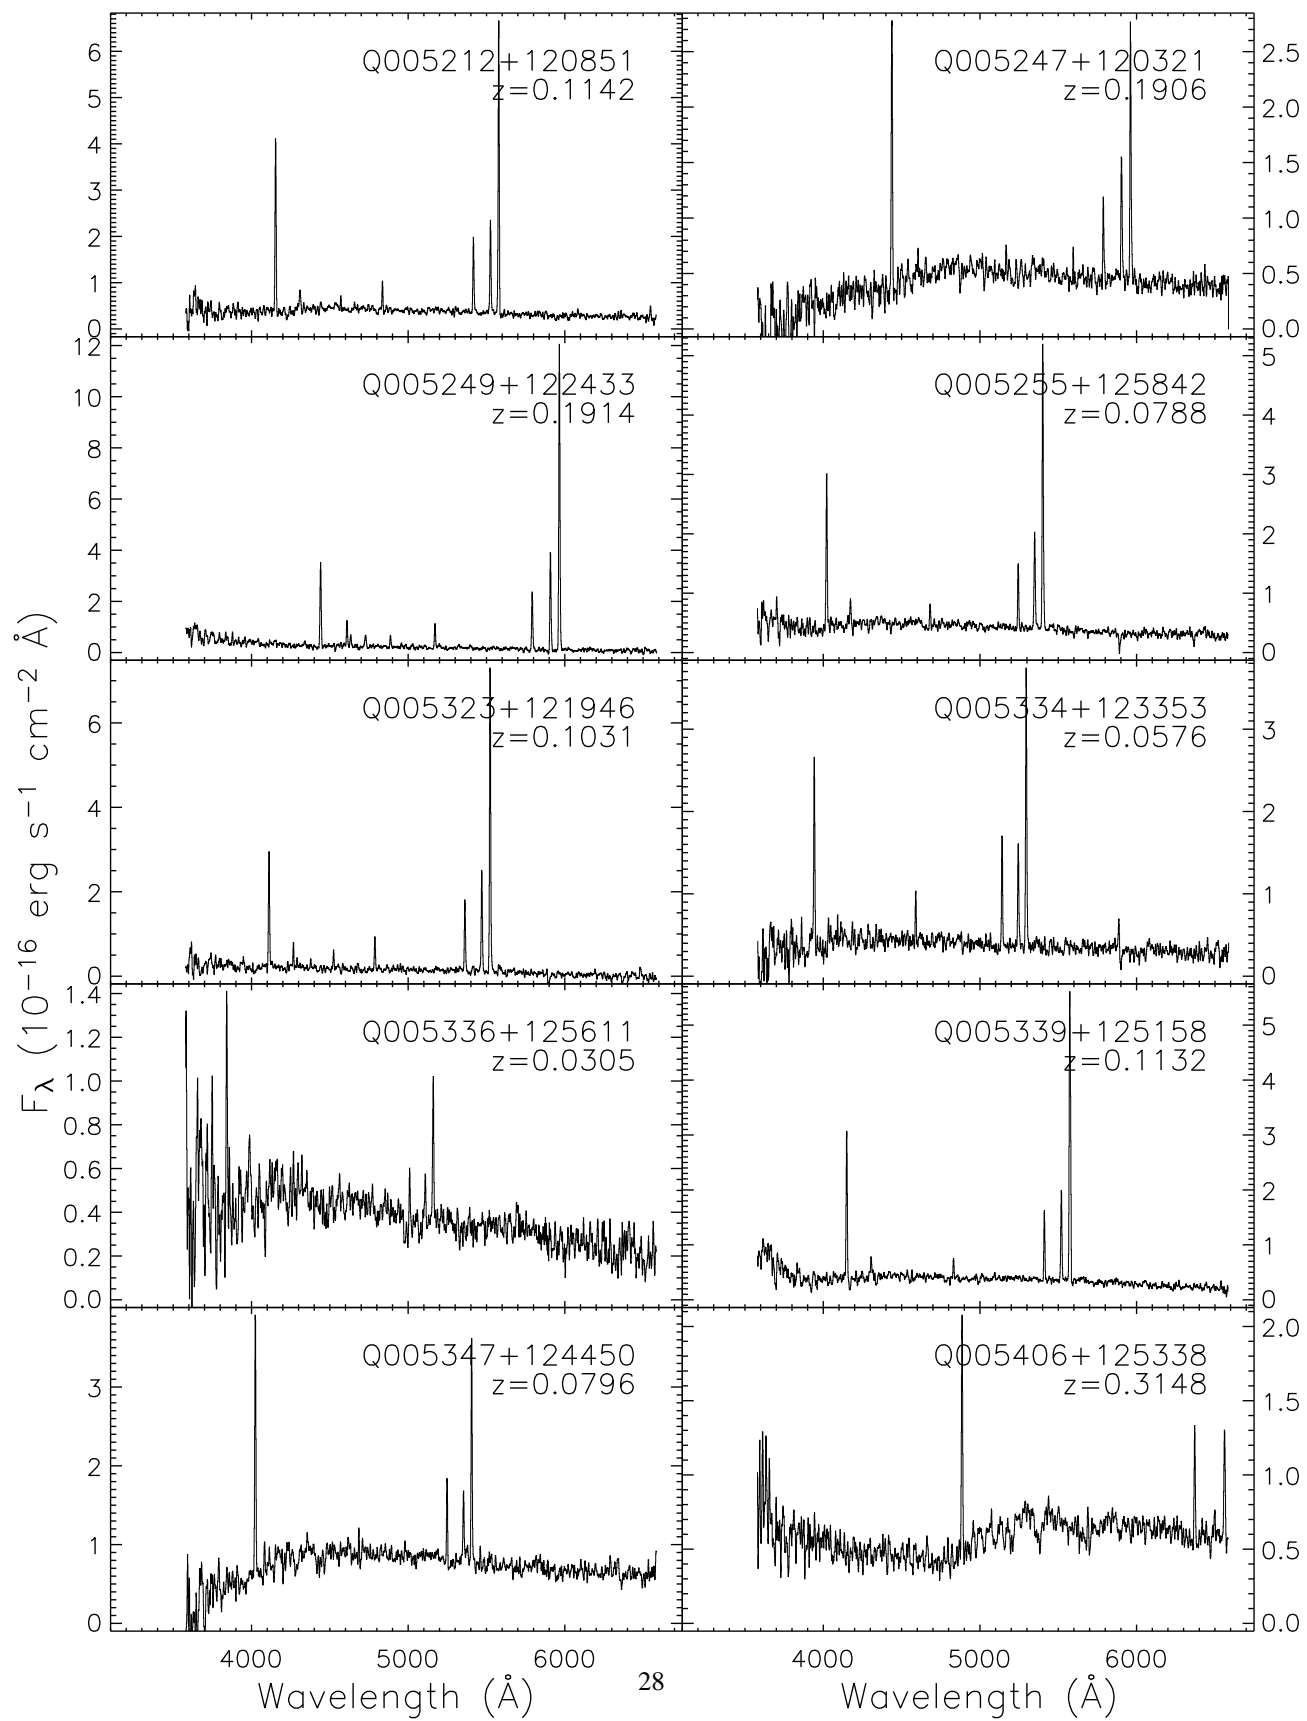 Q005212+120851
z=0.1142
6
5
4
3
2
1
0
Q005247+120321
z=0.1906
2.5
2.0
1.5
1.0
0.5
0.0
Q005249+122433
z=0.1914
12
10
8
6
4
2
0
Q005255+125842
z=0.0788
5
4
3
2
1
0
Q005323+121946
z=0.1031
6
4
2
0
Q005334+123353
z=0.0576
3
2
1
0
Q005336+125611
z=0.0305
1.4
1.2
1.0
0.8
0.6
0.4
0.2
0.0
Q005339+125158
z=0.1132
5
4
3
2
1
0
Q005347+124450
z=0.0796
3
2
1
0
Q005406+125338
z=0.3148
2.0
1.5
1.0
0.5
0.0
Fλ (10−16 erg s−1 cm−2 Å)
4000 5000 6000
4000 5000 6000
Wavelength (Å)
Wavelength (Å)
28